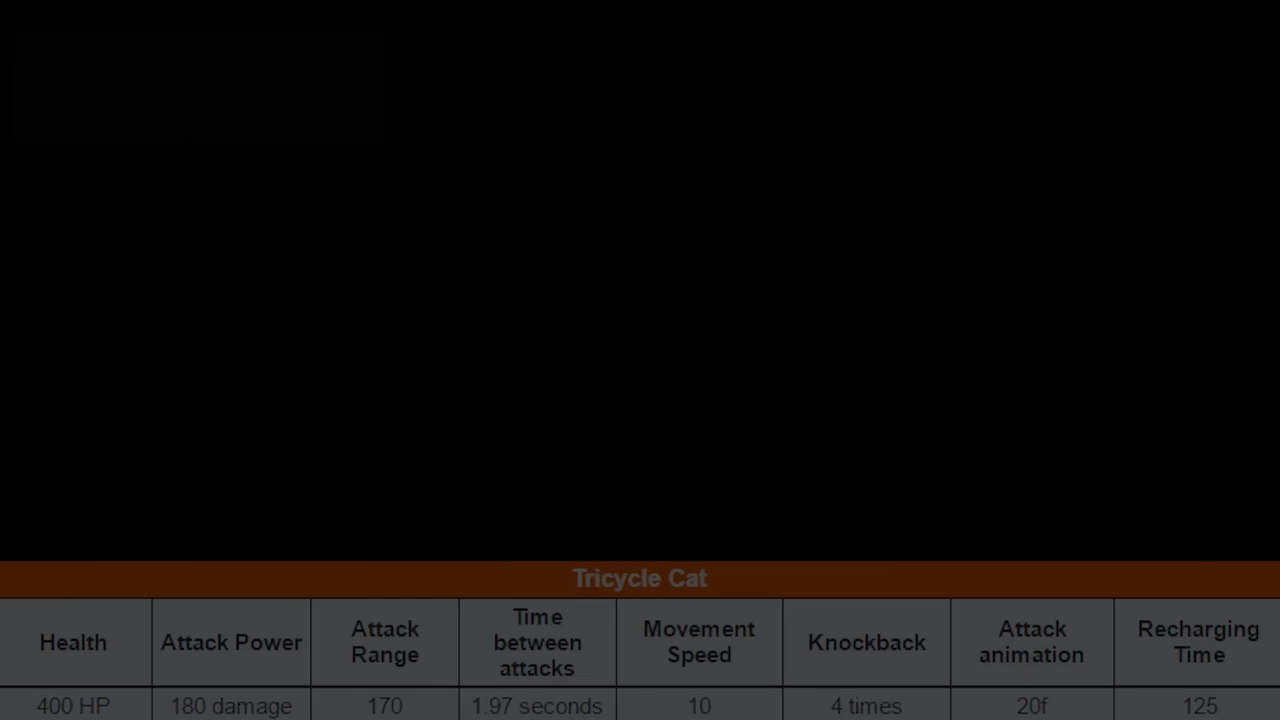 Tricycle Cat
Health Attack Power Attack Range Time between attacks Movement Speed Knockback Attack animation Recharging Time
400 HP 180 damage 170 1.97 seconds 10 4 times 20f 125